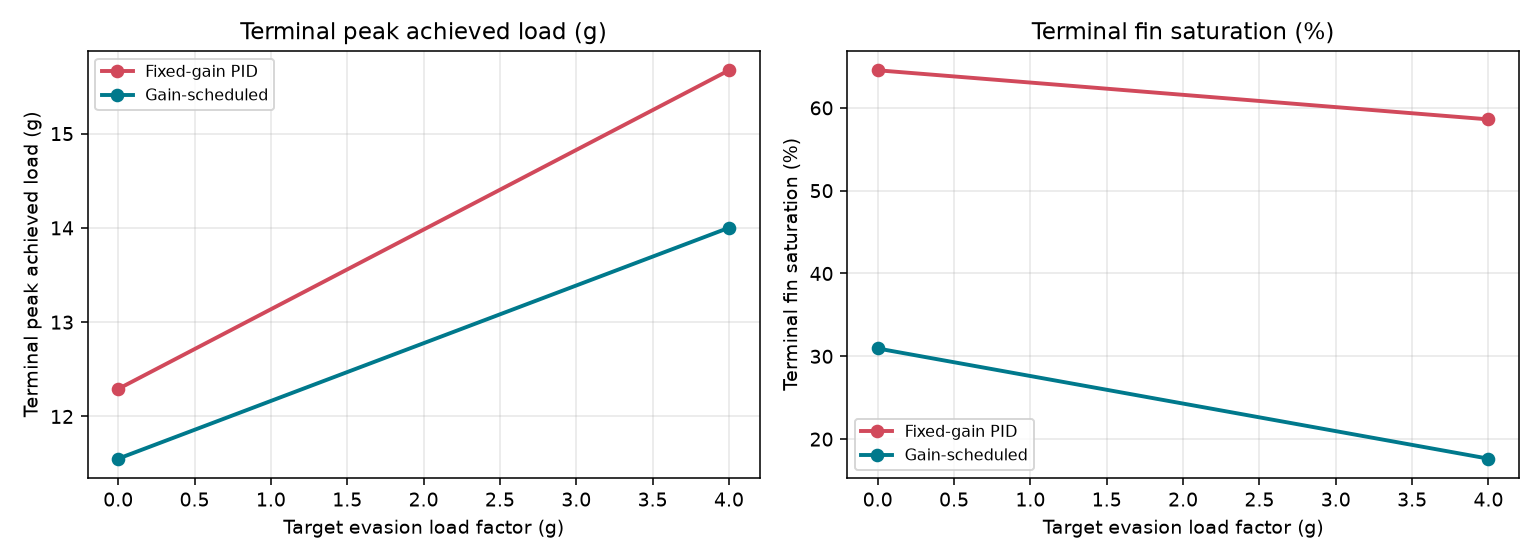 Terminal peak achieved load (g)
Fixed-gain PID
Gain-scheduled
Terminal peak achieved load (g)
15
14
13
12
0.0 0.5 1.0 1.5 2.0 2.5 3.0 3.5 4.0
Target evasion load factor (g)
Terminal fin saturation (%)
Terminal fin saturation (%)
60
50
40
30
20
Fixed-gain PID
Gain-scheduled
0.0 0.5 1.0 1.5 2.0 2.5 3.0 3.5 4.0
Target evasion load factor (g)